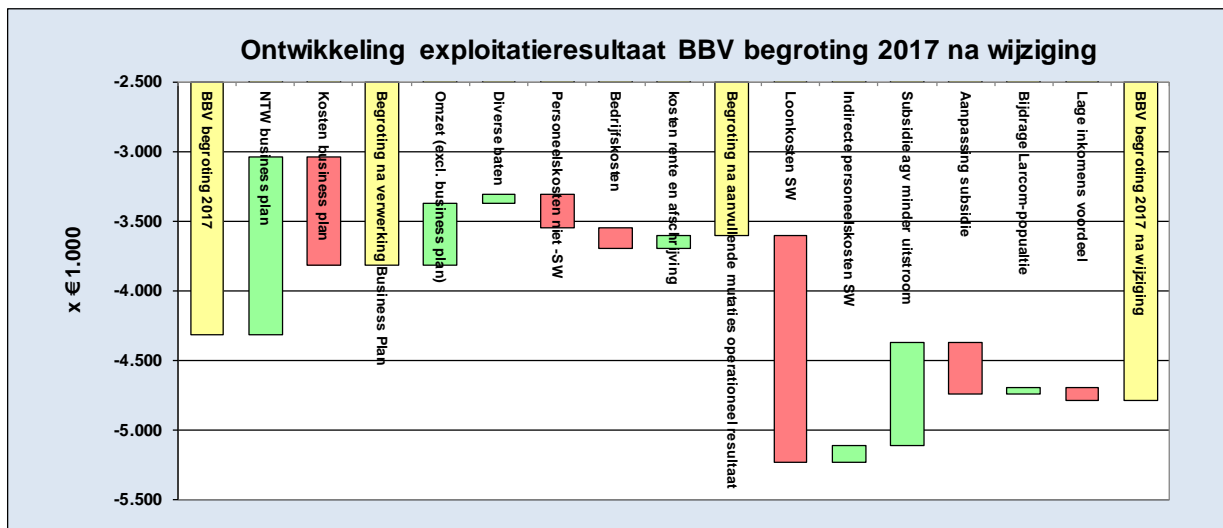 Ontwikkeling exploitatieresultaat BBV begroting 2017 na wijziging
x € 1.000
-2.500
-3.000
-3.500
-4.000
-4.500
-5.000
-5.500
BBV begroting 2017
NTW business plan
Kosten business plan
Begroting na verwerking Business Plan
Omzet (excl. business plan)
Diverse baten
Personeelskosten niet -SW
Bedrijfskosten
kosten rente en afschrijving
Begroting na aanvullende mutaties operationeel resultaat
Loonkosten SW
Indirecte personeelskosten SW
Subsidie agv minder uitstroom
Aanpassing subsidie
Bijdrage Larcom-popualtie
Lage inkomens voordeel
BBV begroting 2017 na wijziging